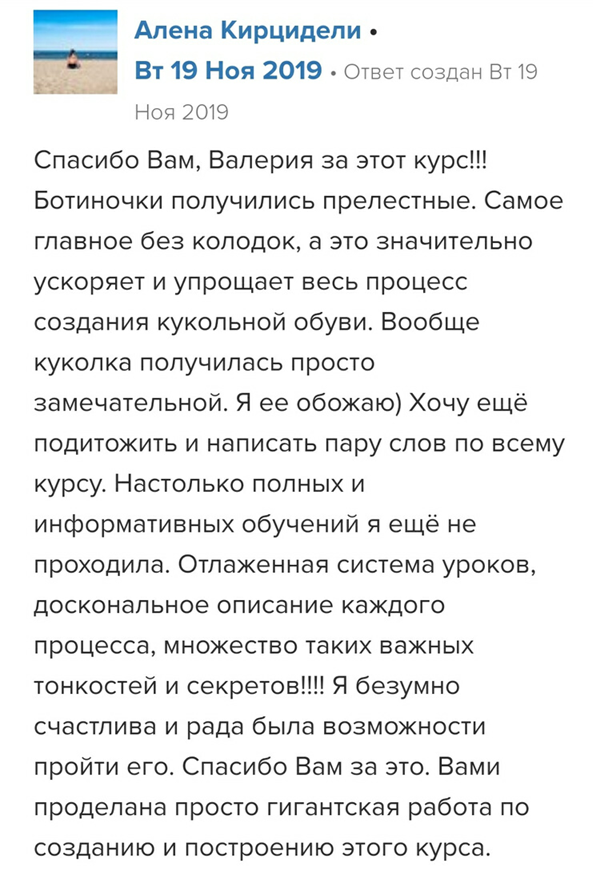 Алена Кирцидели •
Вт 19 Ноя 2019 • Ответ создан Вт 19
Ноя 2019
Спасибо Вам, Валерия за этот курс!!!
Ботиночки получились прелестные. Самое
главное без колодок, а это значительно
ускоряет и упрощает весь процесс
создания кукольной обуви. Вообще
куколка получилась просто
замечательной. Я ее обожаю) Хочу ещё
подитожить и написать пару слов по всему
курсу. Настолько полных и
информативных обучений я ещё не
проходила. Отлаженная система уроков,
доскональное описание каждого
процесса, множество таких важных
тонкостей и секретов!!!! Я безумно
счастлива и рада была возможности
пройти его. Спасибо Вам за это. Вами
проделана просто гигантская работа по
созданию и построению этого курса.